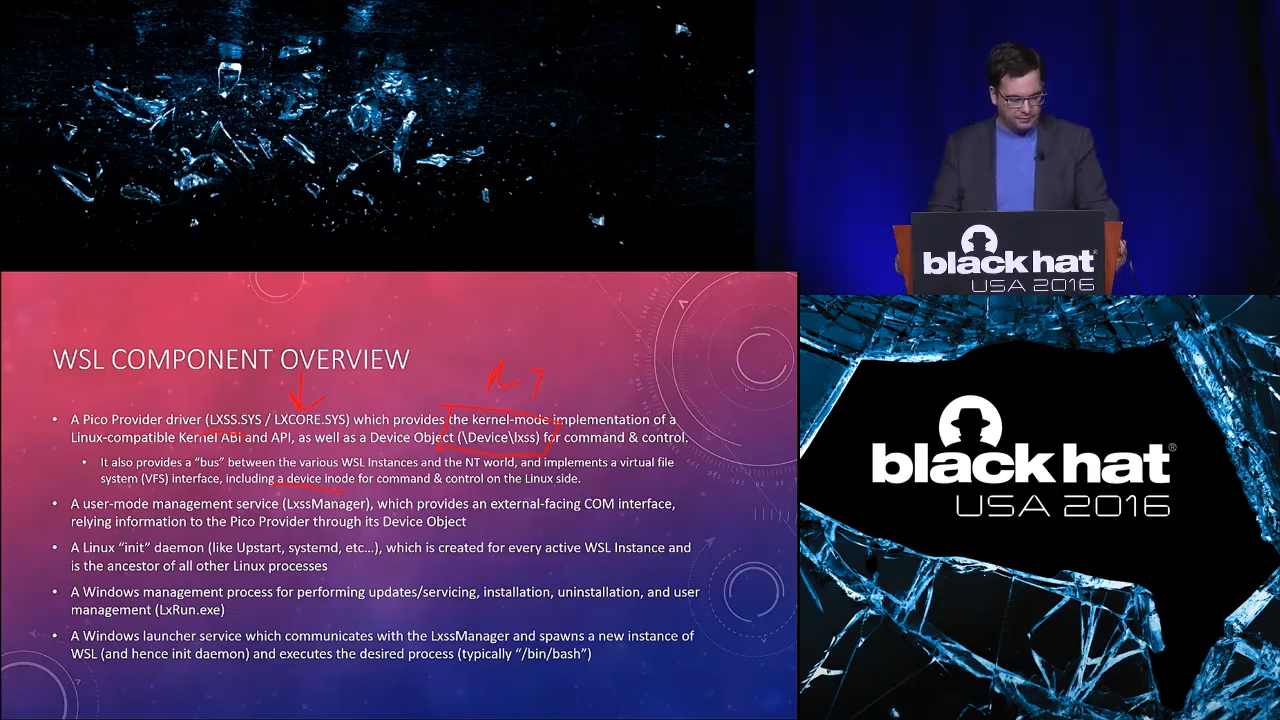 black hat
USA 2016
WSL COMPONENT OVERVIEW
• A Pico Provider driver (LXSS.SYS / LXCORE.SYS) which provides the kernel-mode implementation of a
Linux-compatible Kernel ABI and API, as well as a Device Object (\Device\lxss) for command & control.
• It also provides a “bus” between the various WSL Instances and the NT world, and implements a virtual file
system (VFS) interface, including a device inode for command & control on the Linux side.
• A user-mode management service (LxssManager), which provides an external-facing COM interface,
relying information to the Pico Provider through its Device Object
• A Linux “init” daemon (like Upstart, systemd, etc…), which is created for every active WSL Instance and
is the ancestor of all other Linux processes
• A Windows management process for performing updates/servicing, installation, uninstallation, and user
management (LxRun.exe)
• A Windows launcher service which communicates with the LxssManager and spawns a new instance of
WSL (and hence init daemon) and executes the desired process (typically “/bin/bash”)
black hat®
USA 2016